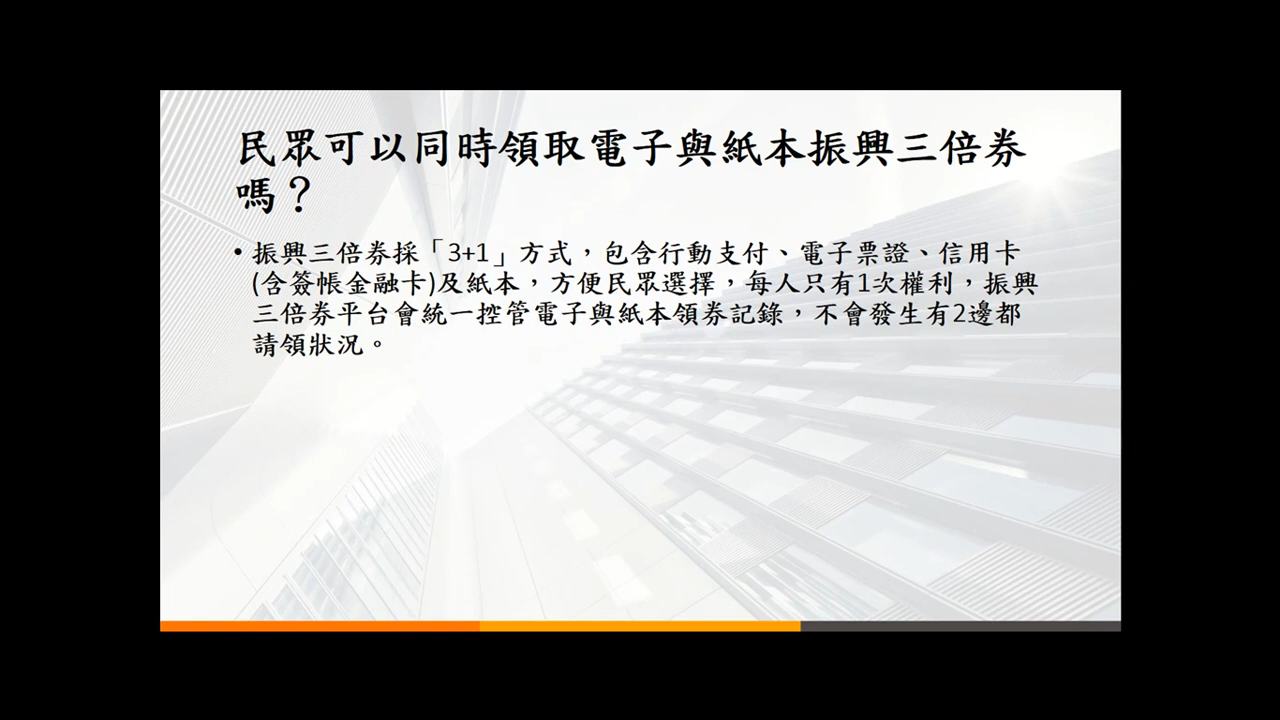 民眾可以同時領取電子與紙本振興三倍券
嗎？
• 振興三倍券採「3+1」方式，包含行動支付、電子票證、信用卡
(含簽帳金融卡)及紙本，方便民眾選擇，每人只有1次權利，振興
三倍券平台會統一控管電子與紙本領券記錄，不會發生有2邊都
請領狀況。